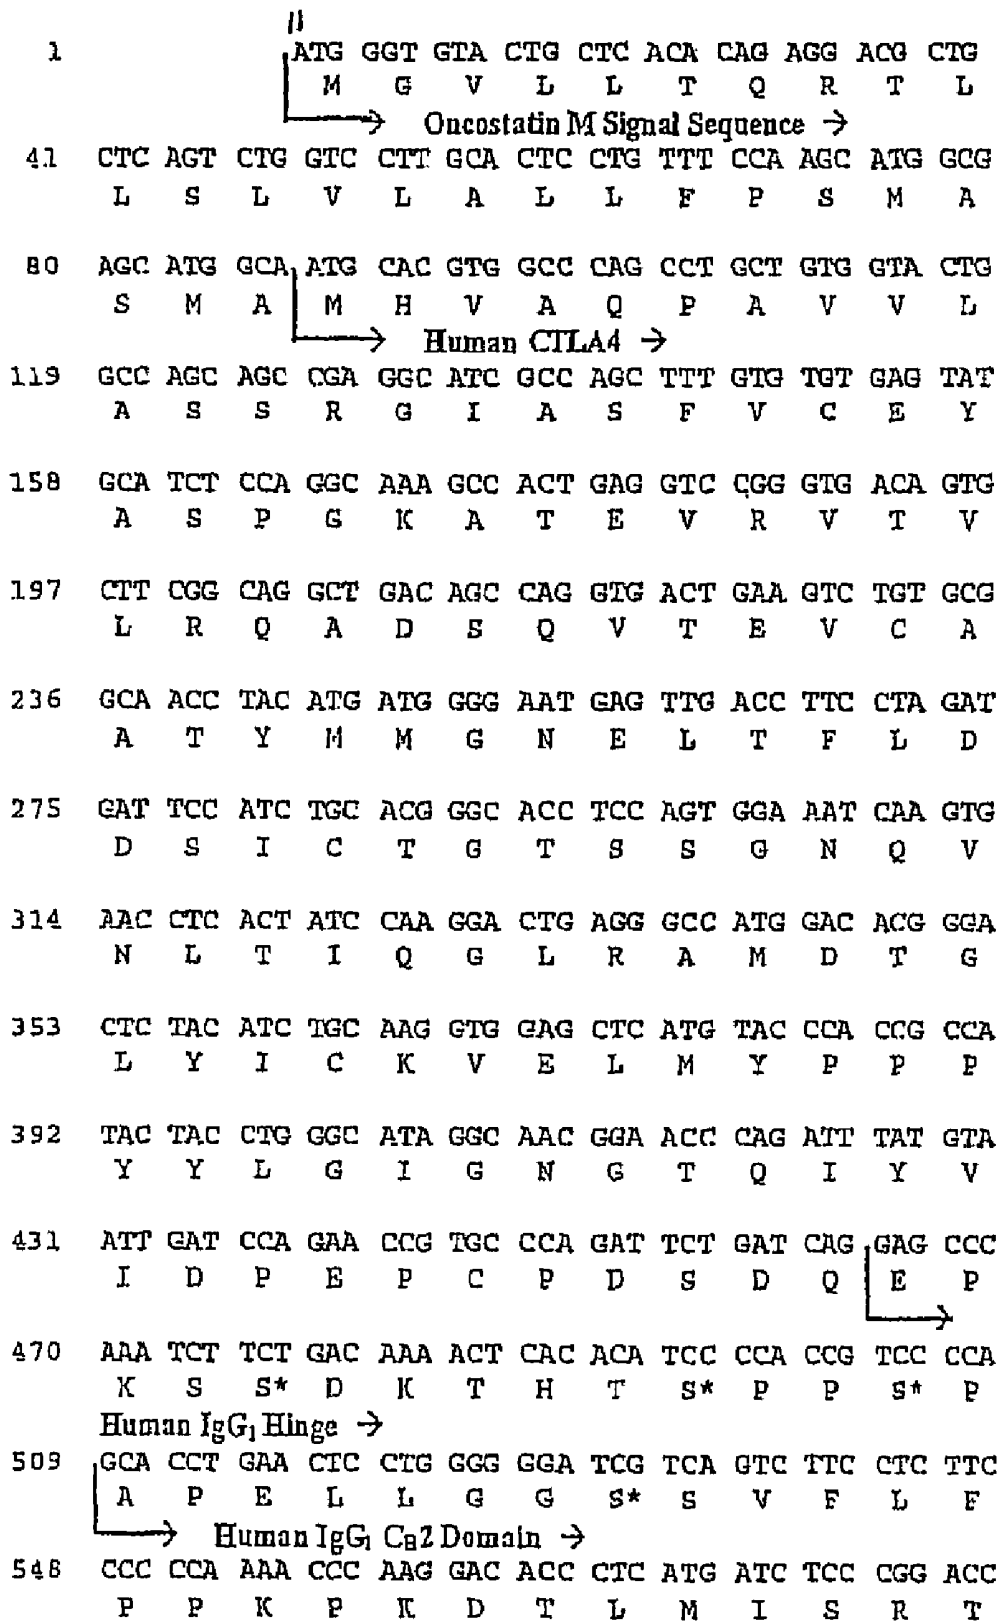 11
1 ATG GGT GTA CTG CTC ACA CAG AGG ACG CTG
M G V L L T Q R T L
Oncostatin M Signal Sequence →
41 CTC AGT CTG GTC CTT GCA CTC CTG TTT CCA AGC ATG GCG
L S L V L A L L F P S M A
80 AGC ATG GCA ATG CAC GTG GCC CAG CCT GCT GTG GTA CTG
S M A M H V A Q P A V V L
Human CTLA4 →
119 GCC AGC AGC CGA GGC ATC GCC AGC TTT GTG TGT GAG TAT
A S S R G I A S F V C E Y
158 GCA TCT CCA GGC AAA GCC ACT GAG GTC CGG GTG ACA GTG
A S P G K A T E V R V T V
197 CTT CGG CAG GCT GAC AGC CAG GTG ACT GAA GTC TGT GCG
L R Q A D S Q V T E V C A
236 GCA ACC TAC ATG ATG GGG AAT GAG TTG ACC TTC CTA GAT
A T Y M M G N E L T F L D
275 GAT TCC ATC TGC ACG GGC ACC TCC AGT GGA AAT CAA GTG
D S I C T G T S S G N Q V
314 AAC CTC ACT ATC CAA GGA CTG AGG GCC ATG GAC ACG GGA
N L T I Q G L R A M D T G
353 CTC TAC ATC TGC AAG GTG GAG CTC ATG TAC CCA CCG CCA
L Y I C K V E L M Y P P P
392 TAC TAC CTG GGC ATA GGC AAC GGA ACC CAG ATT TAT GTA
Y Y L G I G N G T Q I Y V
431 ATT GAT CCA GAA CCG TGC CCA GAT TCT GAT CAG GAG CCC
I D P E P C P D S D Q E P
470 AAA TCT TCT GAC AAA ACT CAC ACA TCC CCA CCG TCC CCA
K S S* D K T H T S* P P S* P
Human IgG1 Hinge →
509 GCA CCT GAA CTC CTG GGG GGA TCG TCA GTC TTC CTC TTC
A P E L L G G S* S V F L F
Human IgG1 CH2 Domain →
548 CCC CCA AAA CCC AAG GAC ACC CTC ATG ATC TCC CGG ACC
P P K P K D T L M I S R T